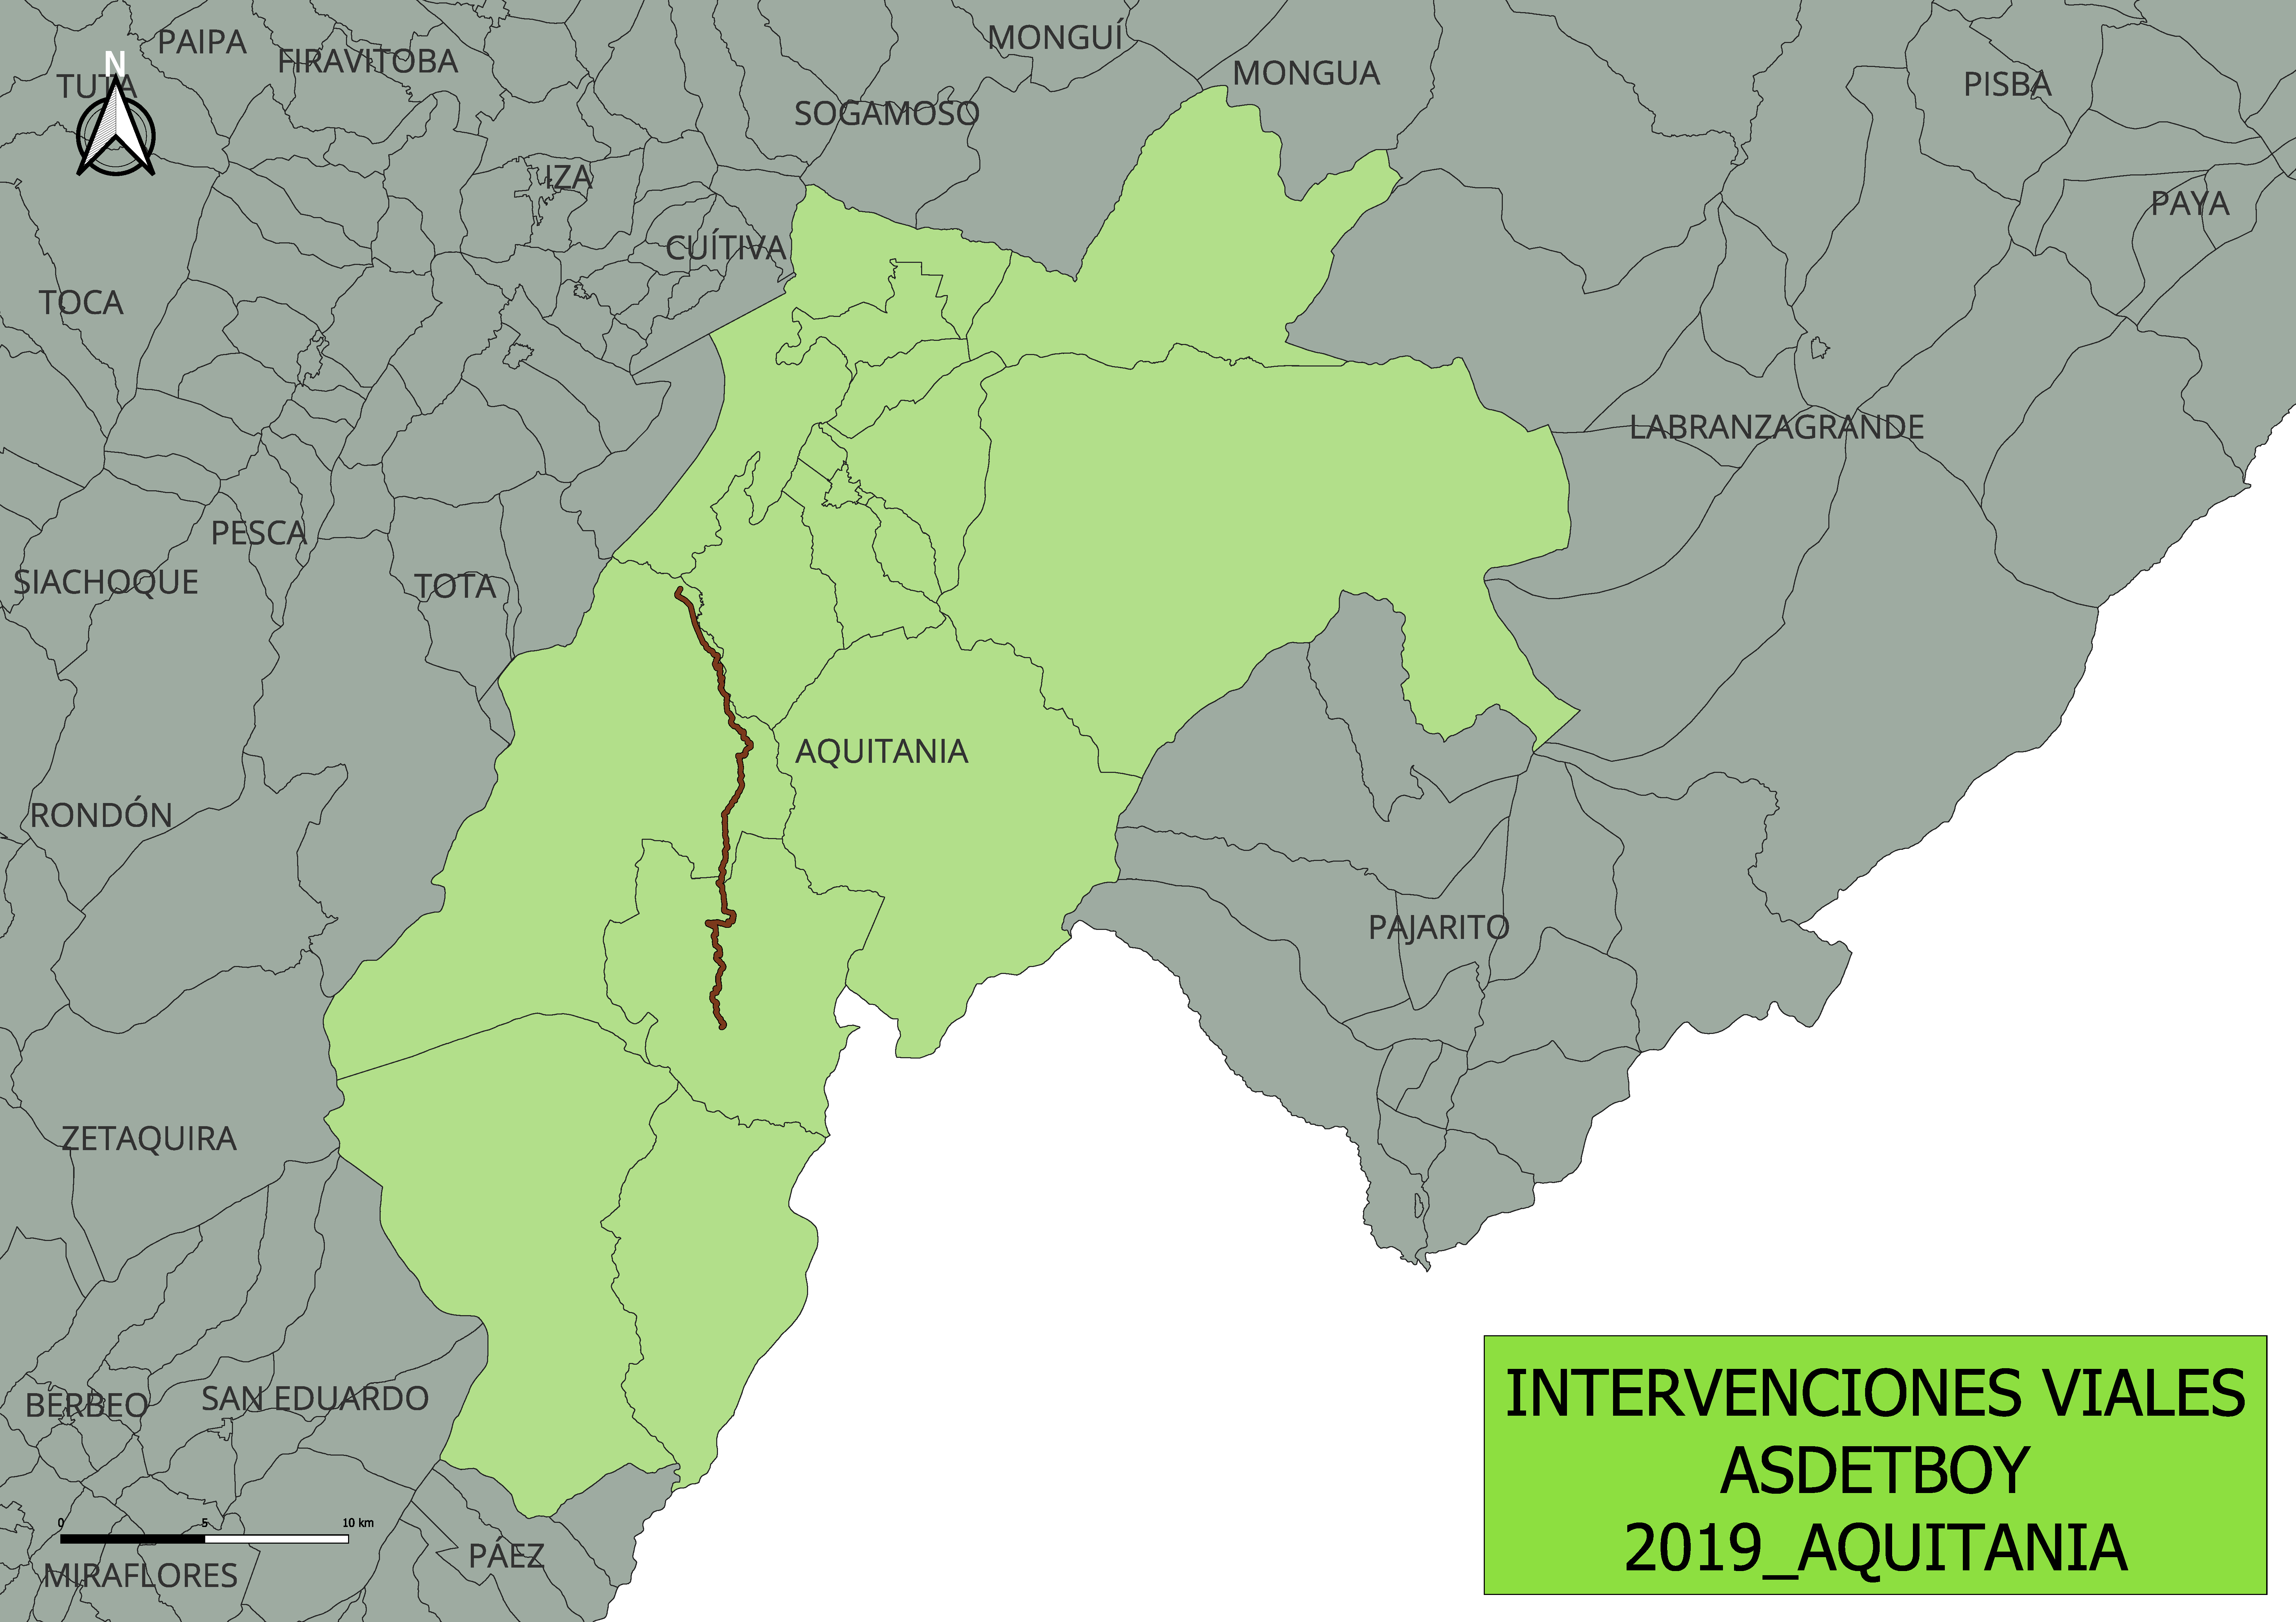 PAIPA
FIRAVITOBA
MONGUÍ
MONGUA
N
TUTA
SOGAMOSO
PISBA
IZA
PAYA
CUÍTIVA
TOCA
LABRANZAGRANDE
PESCA
SIACHOQUE
TOTA
AQUITANIA
RONDÓN
PAJARITO
ZETAQUIRA
BERBEO
SAN EDUARDO
INTERVENCIONES VIALES
ASDETBOY
2019_AQUITANIA
0 5 10 km
PÁEZ
MIRAFLORES